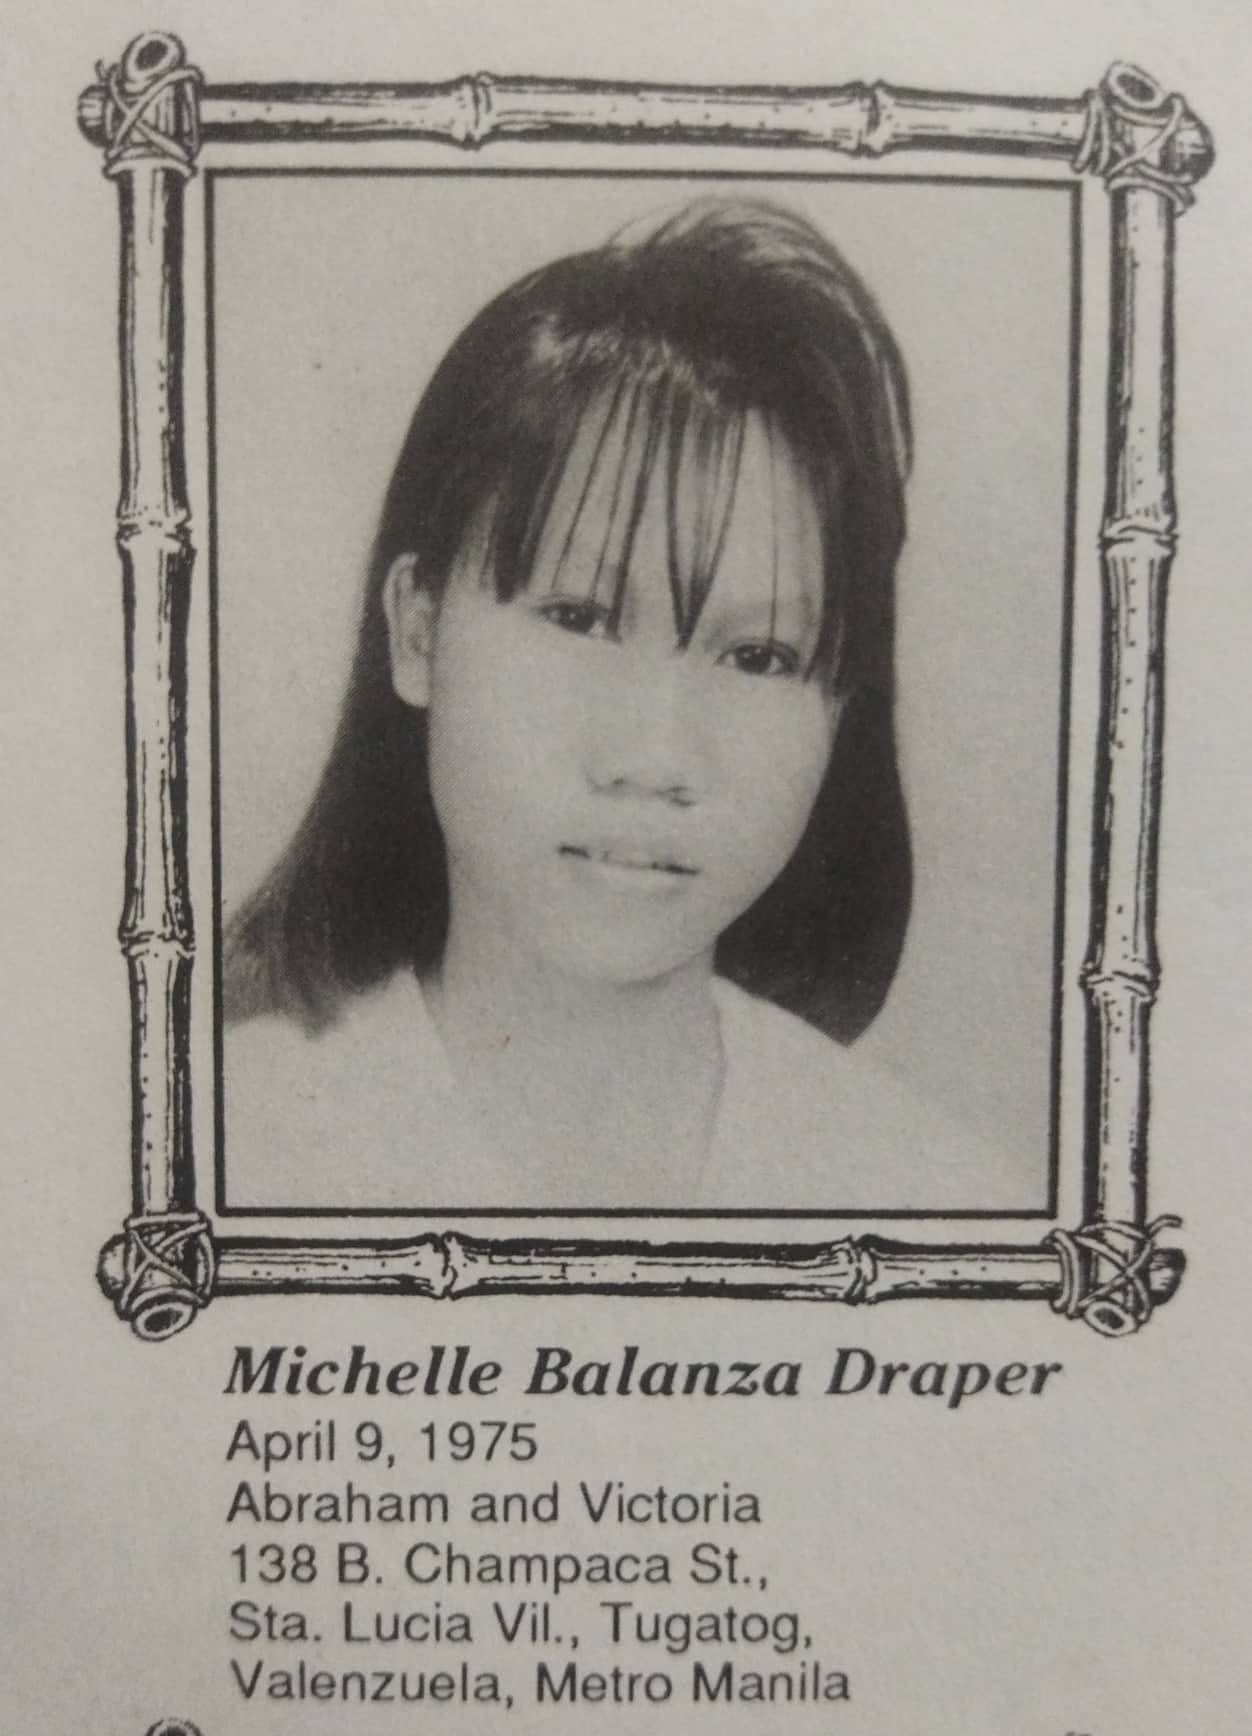 Michelle Balanza Draper
April 9, 1975
Abraham and Victoria
138 B. Champaca St.,
Sta. Lucia Vil., Tugatog,
Valenzuela, Metro Manila